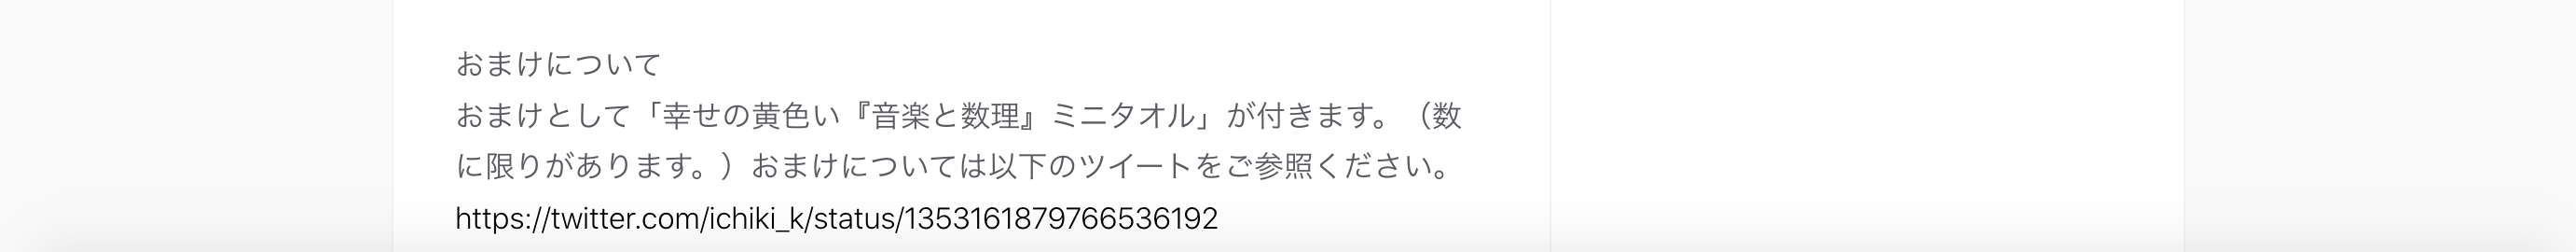 おまけについて
おまけとして「幸せの黄色い『音楽と数理』ミニタオル」が付きます。（数
に限りがあります。）おまけについては以下のツイートをご参照ください。
https://twitter.com/ichiki_k/status/1353161879766536192